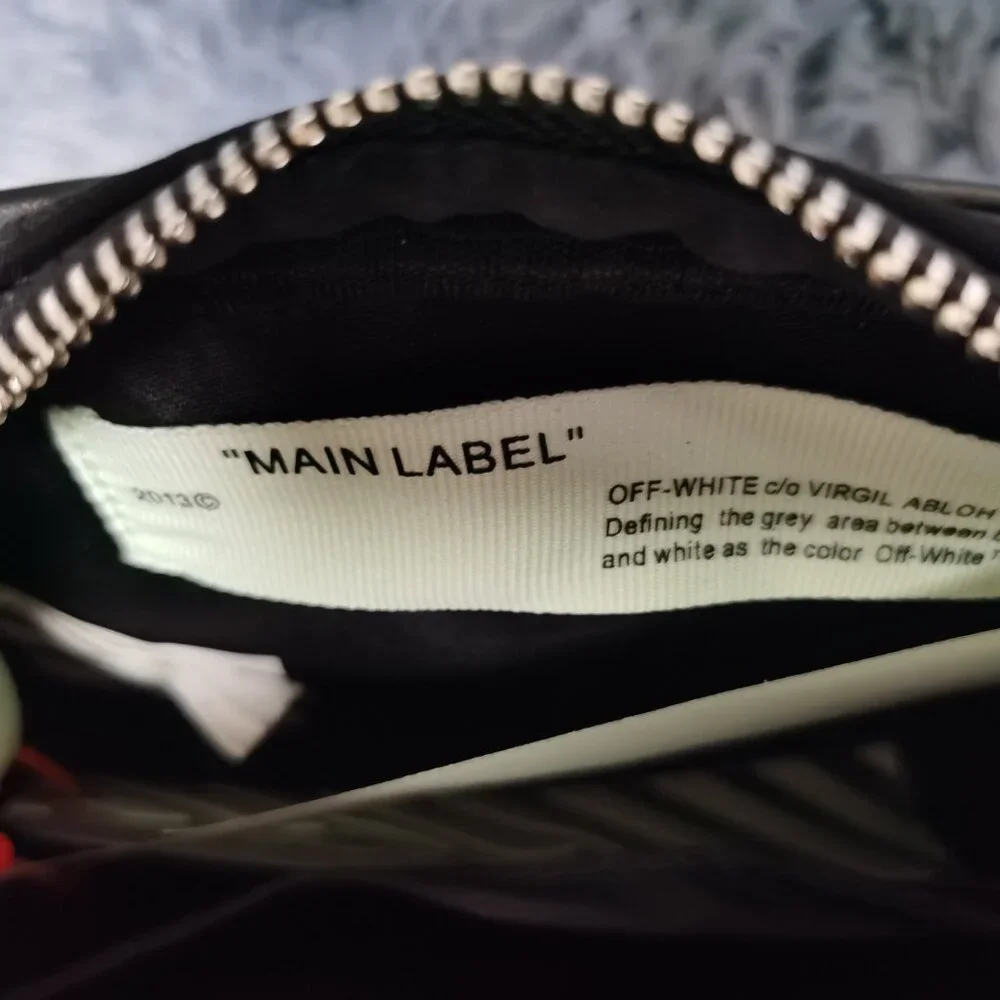 "MAIN LABEL"
2013©
OFF-WHITE c/o VIRGIL ABLOH
Defining the grey area between
and white as the color Off-White